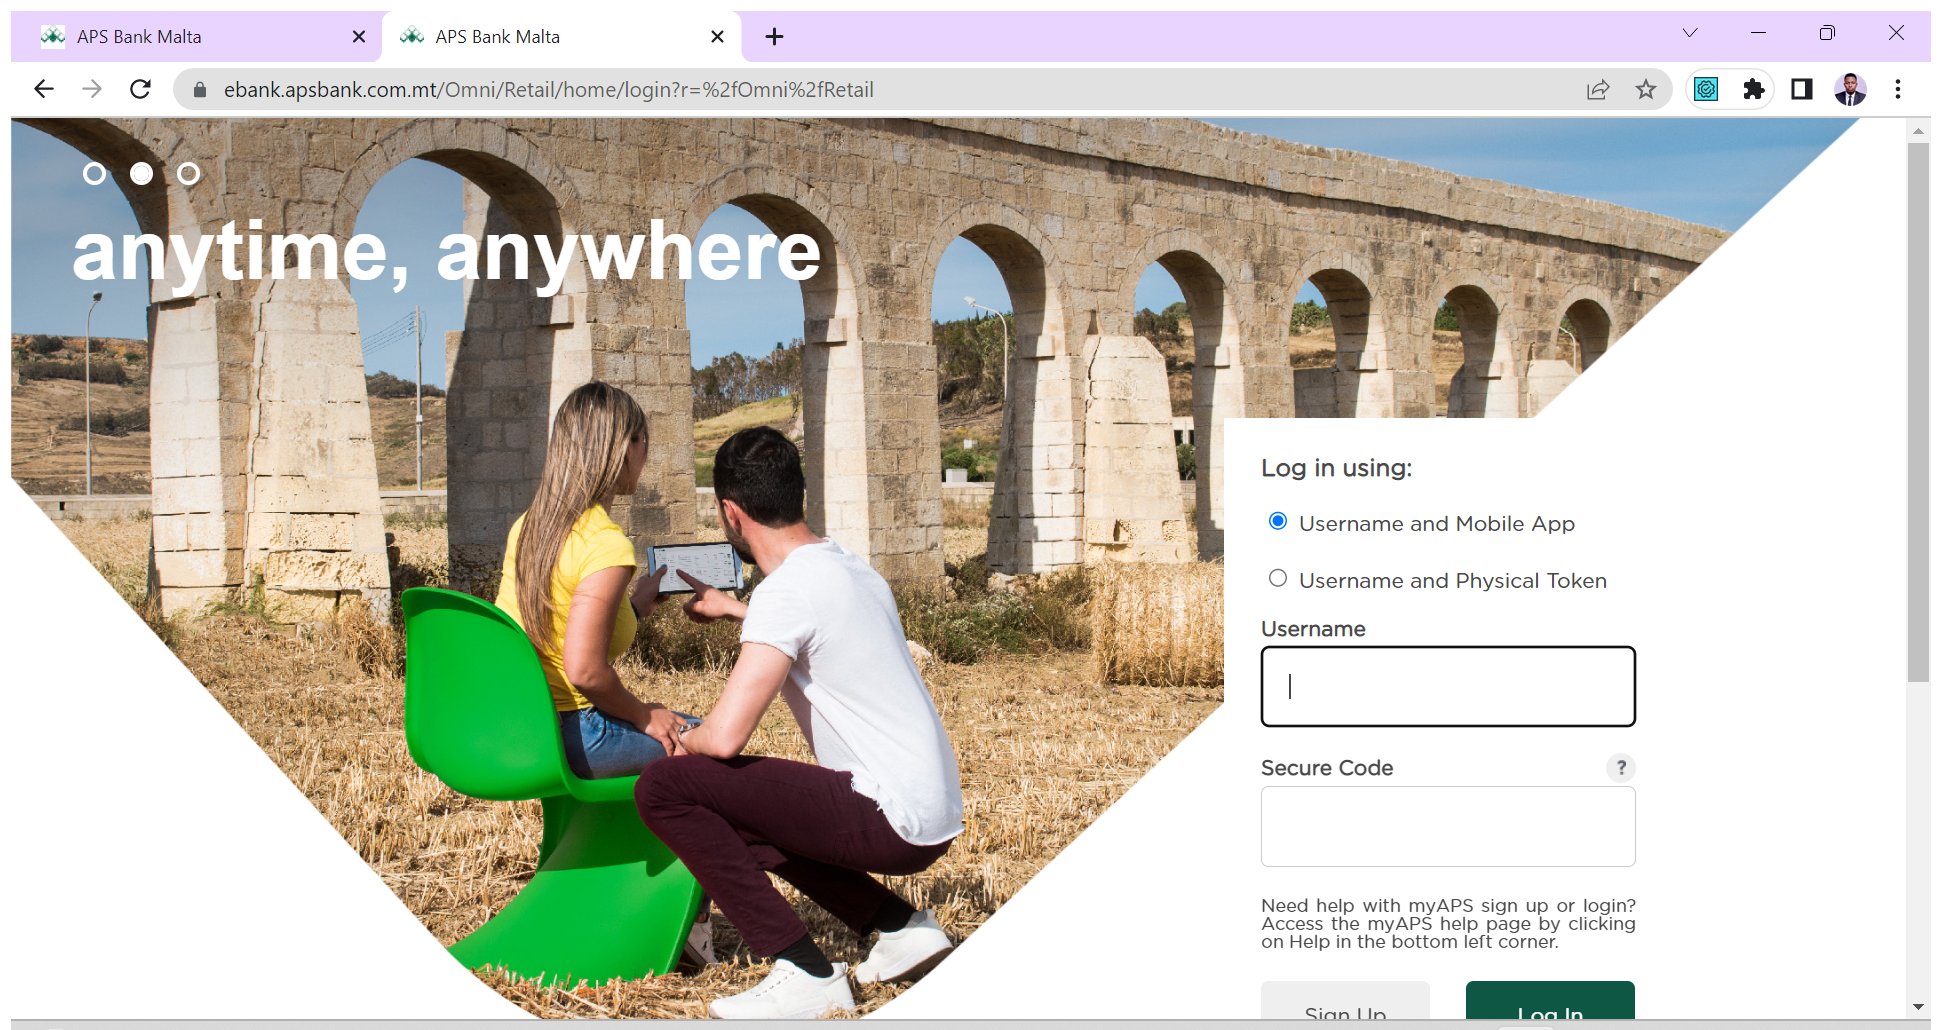 APS Bank Malta
APS Bank Malta
ebank.apsbank.com.mt/Omni/Retail/home/login?r=%2fOmni%2fRetail
anytime, anywhere
Log in using:
Username and Mobile App
Username and Physical Token
Username
Secure Code
?
Need help with myAPS sign up or login?
Access the myAPS help page by clicking
on Help in the bottom left corner.
Sign Up
Log In